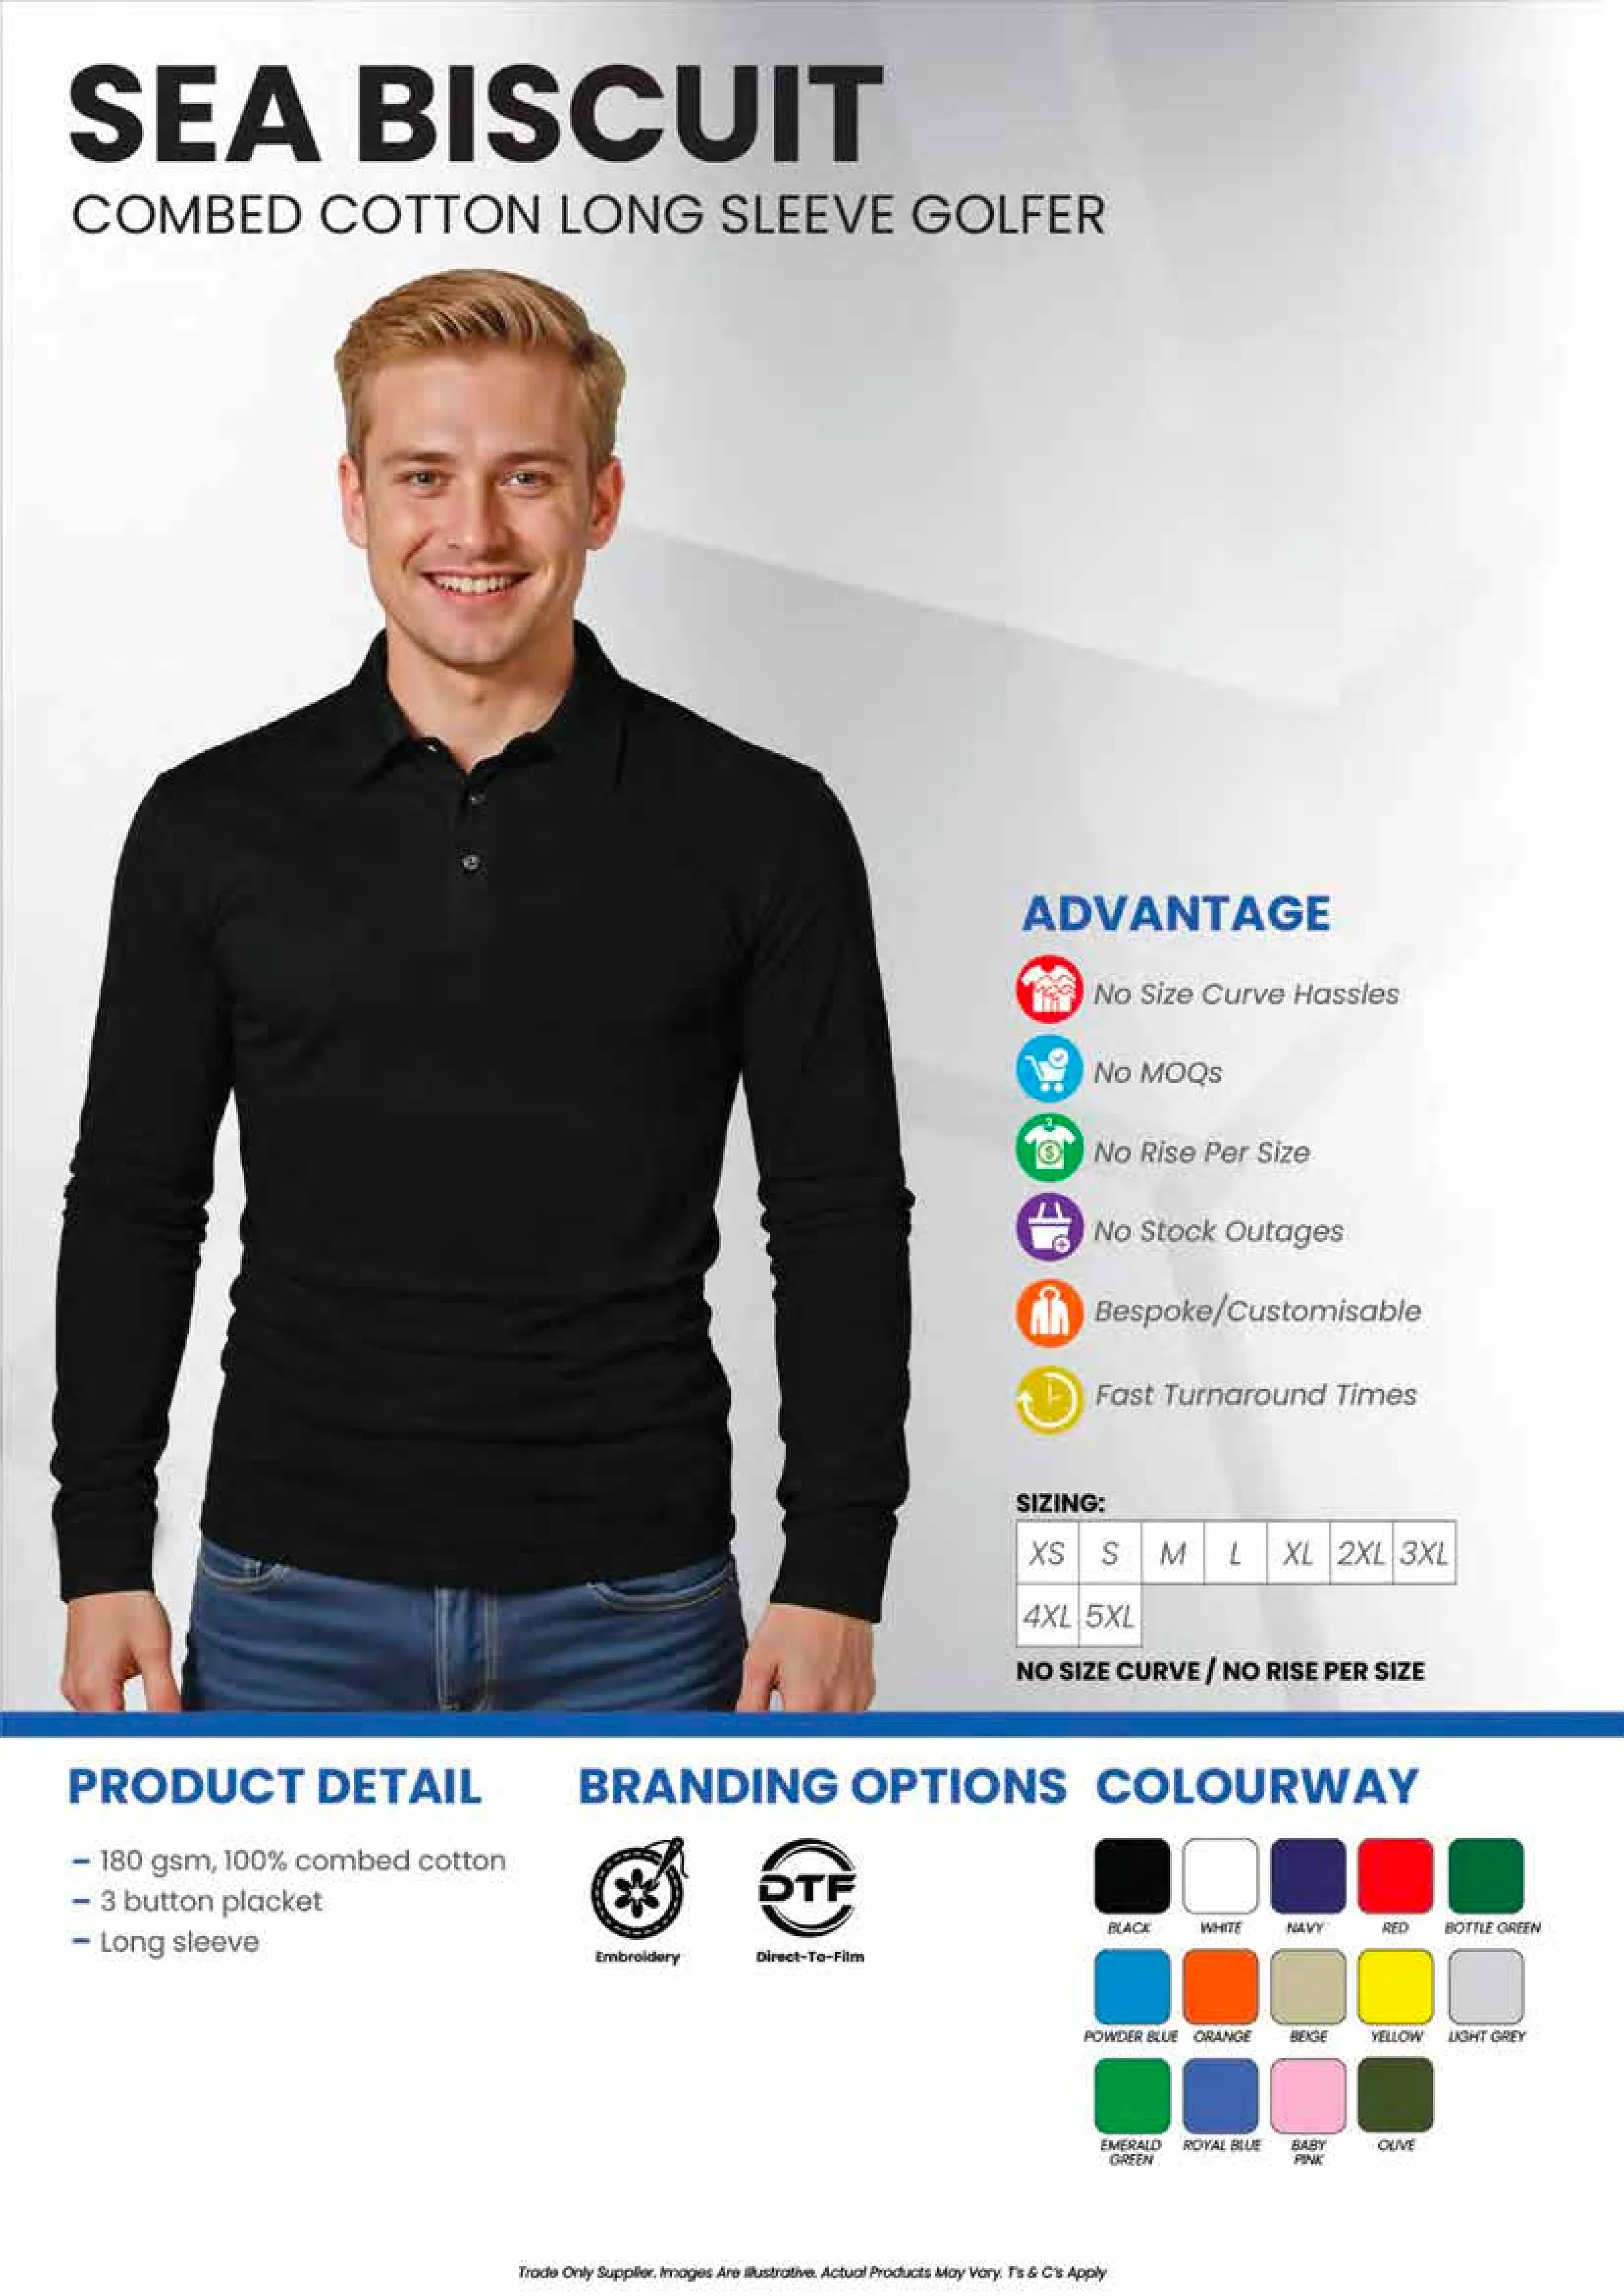 SEA BISCUIT
COMBED COTTON LONG SLEEVE GOLFER
ADVANTAGE
No Size Curve Hassles
No MOQs
No Rise Per Size
No Stock Outages
Bespoke/Customisable
Fast Turnaround Times
SIZING:
XS S M L XL 2XL 3XL
4XL 5XL
NO SIZE CURVE / NO RISE PER SIZE
PRODUCT DETAIL
- 180 gsm, 100% combed cotton
- 3 button placket
- Long sleeve
BRANDING OPTIONS
DTF
Embroidery Direct-To-Film
COLOURWAY
BLACK WHITE NAVY RED BOTTLE GREEN
POWDER BLUE ORANGE BEIGE YELLOW LIGHT GREY
EMERALD GREEN ROYAL BLUE BABY PINK OLIVE
Trade Only Supplier. Images Are Illustrative. Actual Products May Vary. T's & C's Apply